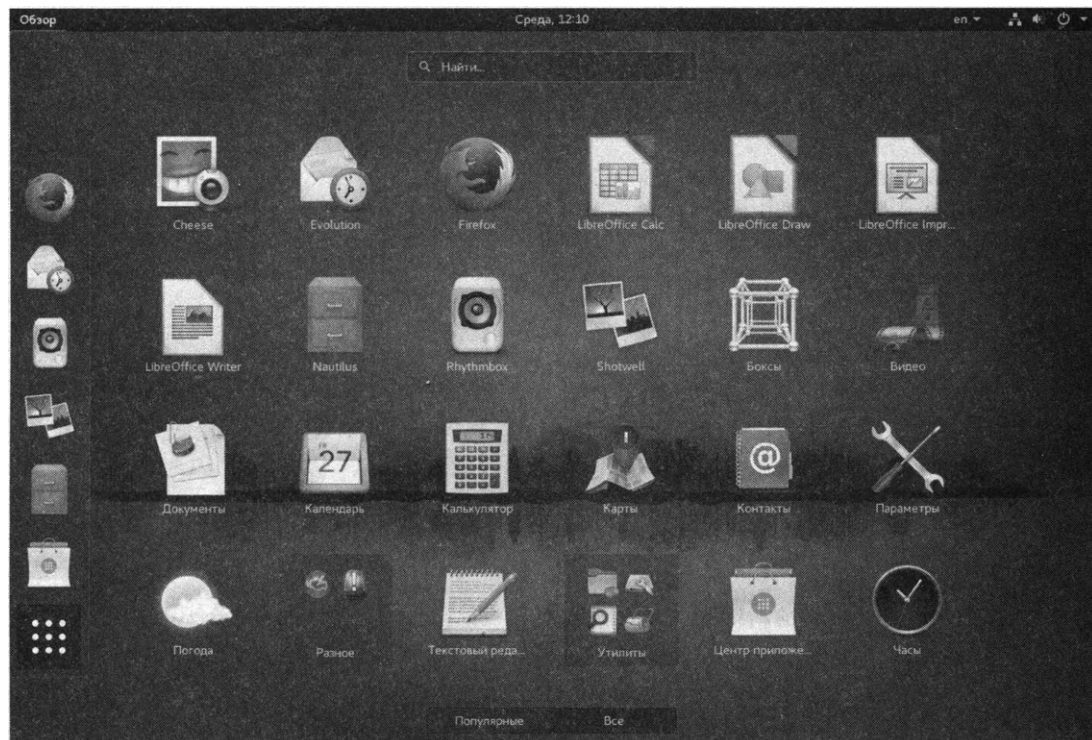 Обзор Среда, 12:10 en
Найти...
Cheese Evolution Firefox LibreOffice Calc LibreOffice Draw LibreOffice Impr...
LibreOffice Writer Nautilus Rhythmbox Shotwell Боксы Видео
27
Документы Календарь Калькулятор Карты Контакты Параметры
Погода Разное Текстовый реда... Утилиты Центр приложе... Часы
Популярные Все